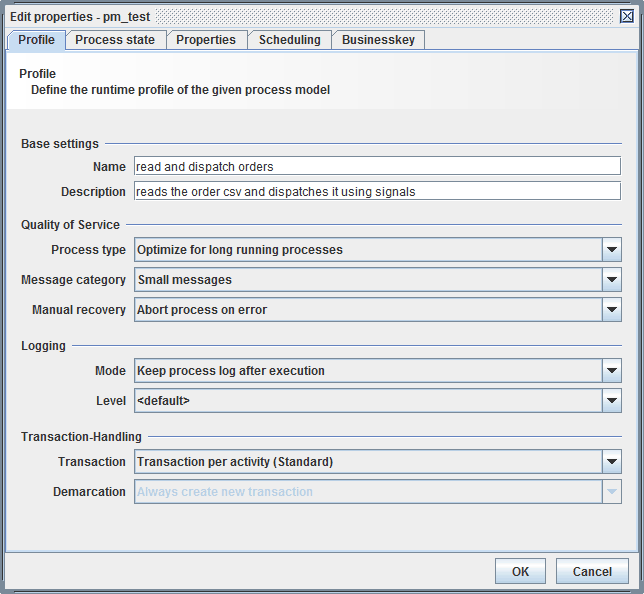 Edit properties - pm_test
Profile Process state Properties Scheduling Businesskey
Profile
Define the runtime profile of the given process model
Base settings
Name read and dispatch orders
Description reads the order csv and dispatches it using signals
Quality of Service
Process type Optimize for long running processes
Message category Small messages
Manual recovery Abort process on error
Logging
Mode Keep process log after execution
Level <default>
Transaction-Handling
Transaction Transaction per activity (Standard)
Demarcation Always create new transaction
OK Cancel